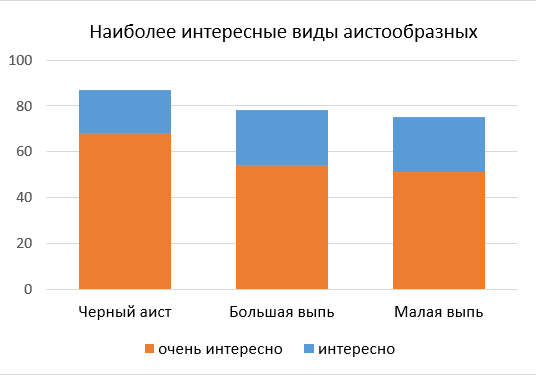 Наиболее интересные виды аистообразных
100
80
60
40
20
0
Черный аист Большая выпь Малая выпь
очень интересно интересно